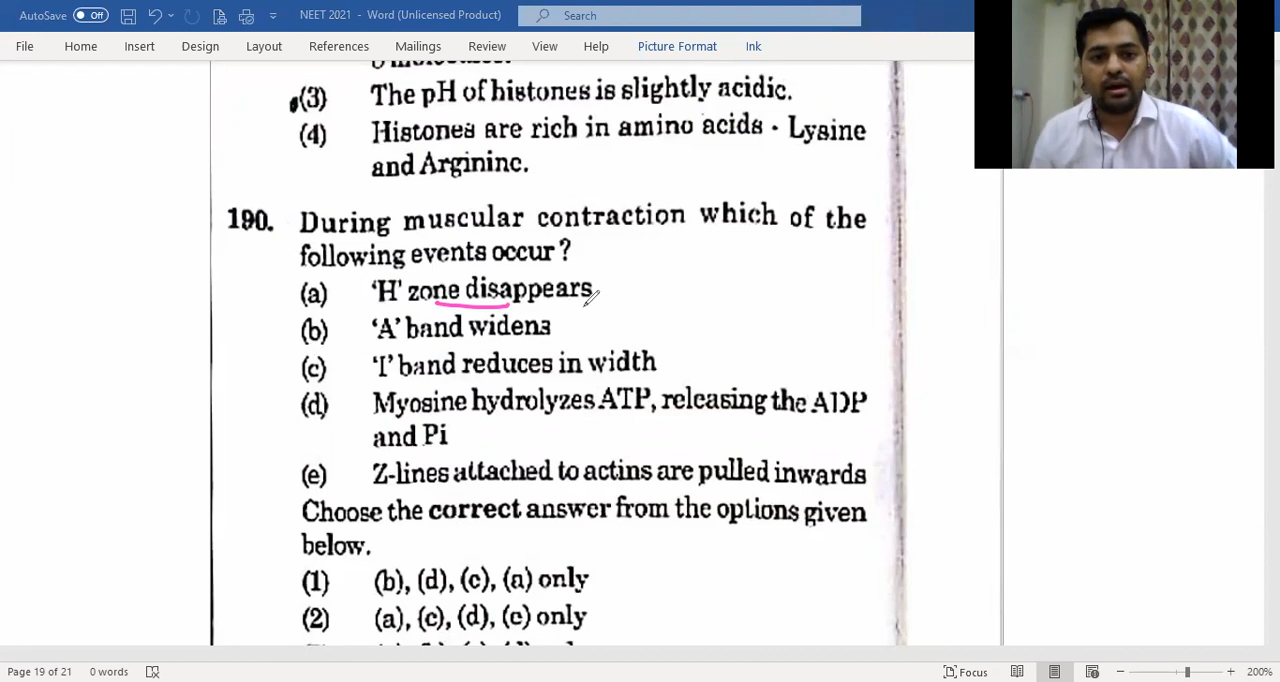 AutoSave Off NEET 2021 - Word (Unlicensed Product) Search
File Home Insert Design Layout References Mailings Review View Help Picture Format Ink
(3) The pH of histones is slightly acidic.
(4) Histones are rich in amino acids - Lysine
and Arginine.
190. During muscular contraction which of the
following events occur ?
(a) 'H' zone disappears
(b) 'A' band widens
(c) 'I' band reduces in width
(d) Myosine hydrolyzes ATP, releasing the ADP
and Pi
(e) Z-lines attached to actins are pulled inwards
Choose the correct answer from the options given
below.
(1) (b), (d), (e), (a) only
(2) (a), (c), (d), (e) only
Page 19 of 21 0 words Focus 200%